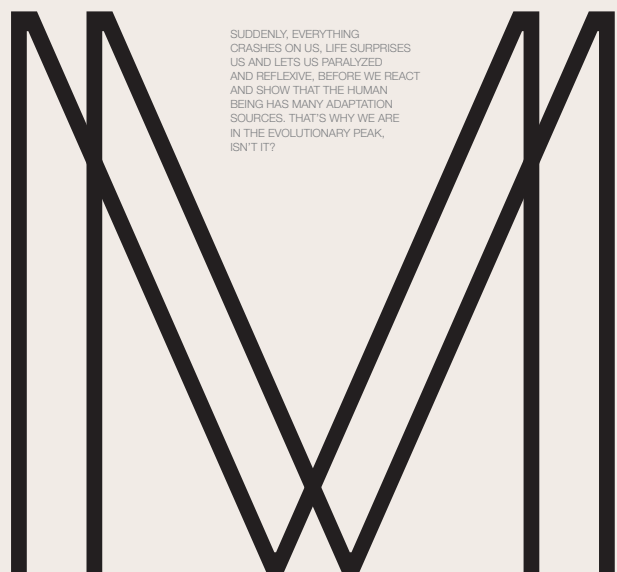 SUDDENLY, EVERYTHING
CRASHES ON US, LIFE SURPRISES
US AND LETS US PARALYZED
AND REFLEXIVE, BEFORE WE REACT
AND SHOW THAT THE HUMAN
BEING HAS MANY ADAPTATION
SOURCES. THAT'S WHY WE ARE
IN THE EVOLUTIONARY PEAK,
ISN'T IT?